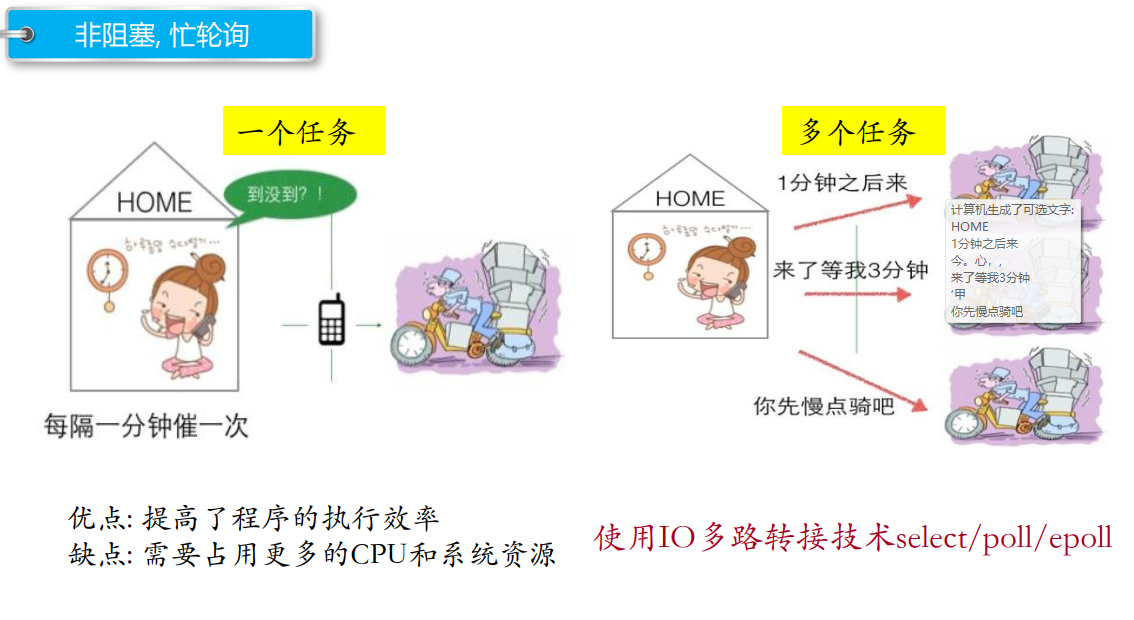 非阻塞, 忙轮询
一个任务
HOME
到没到？！
每隔一分钟催一次
优点: 提高了程序的执行效率
缺点: 需要占用更多的CPU和系统资源
多个任务
HOME
1分钟之后来
来了等我3分钟
你先慢点骑吧
计算机生成了可选文字:
HOME
1分钟之后来
今。心，,
来了等我3分钟
'甲
你先慢点骑吧
使用IO多路转接技术select/poll/epoll